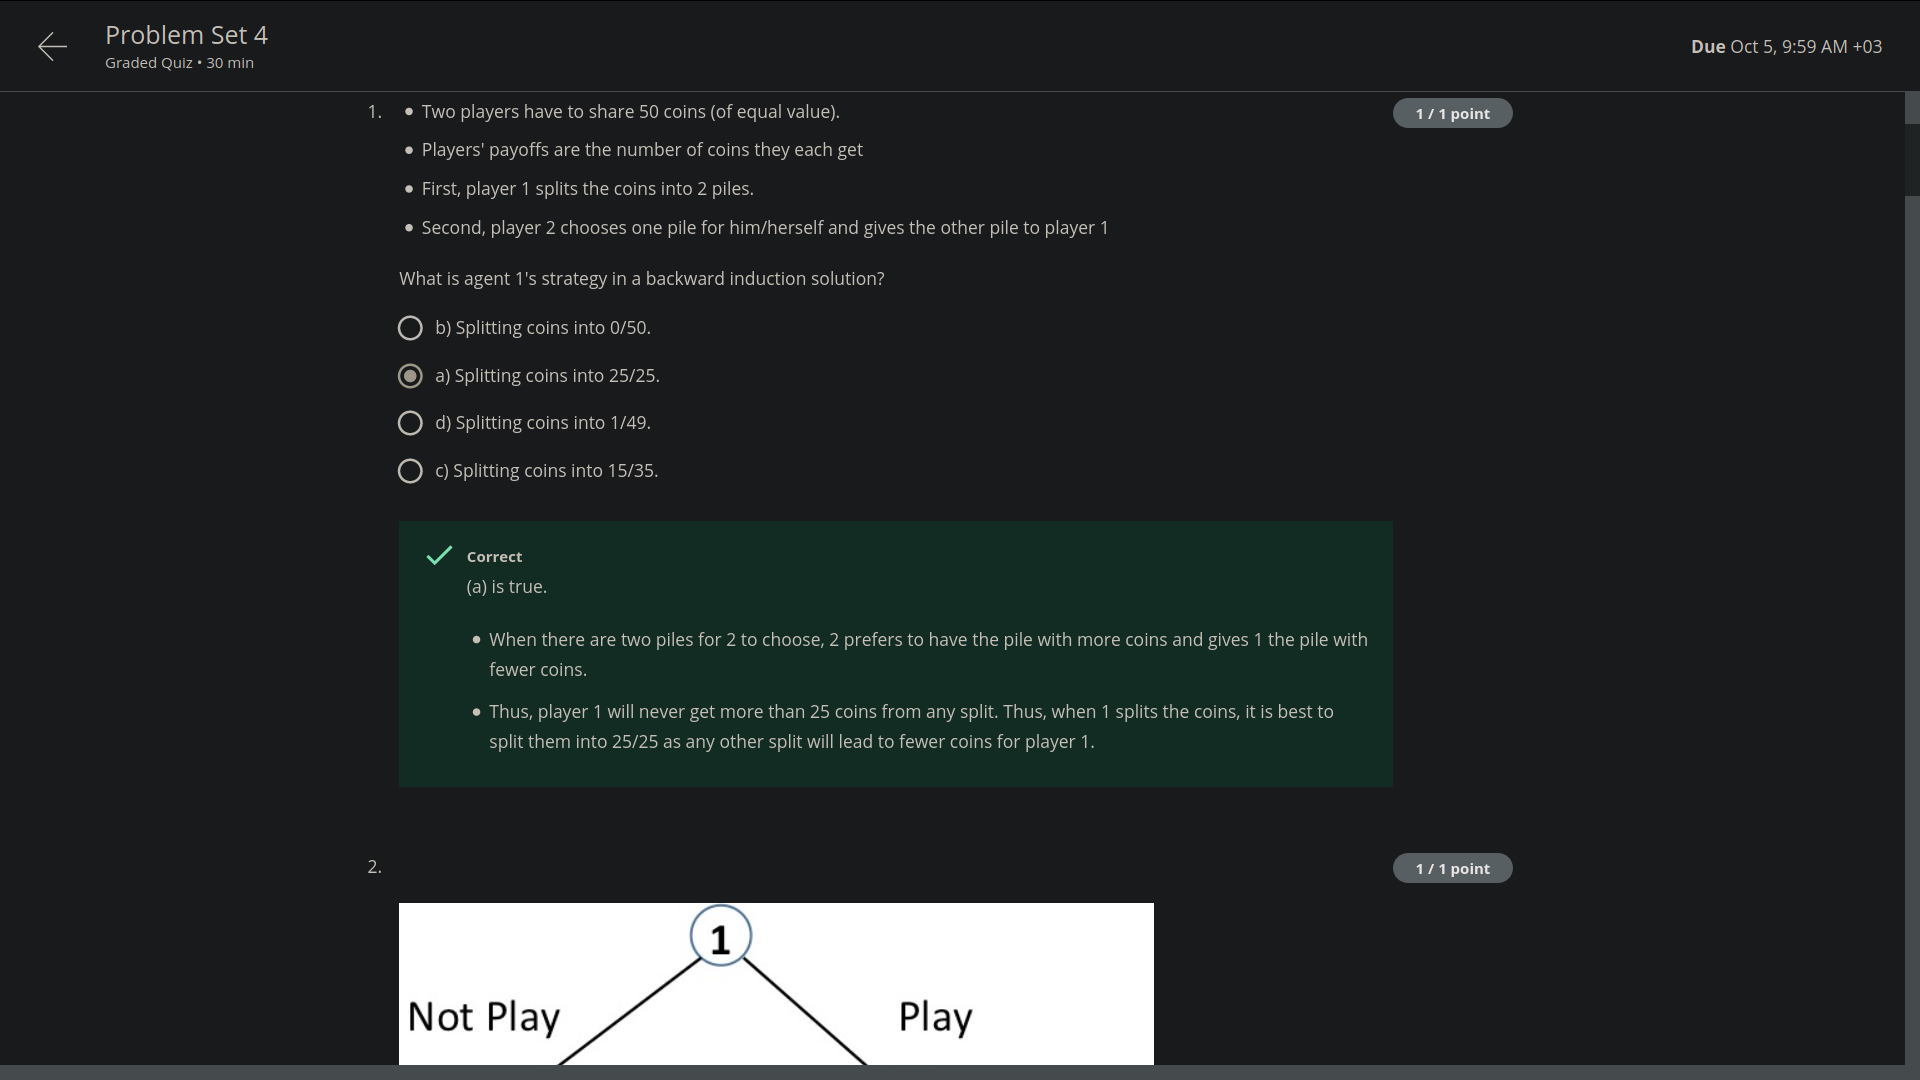 Problem Set 4
Graded Quiz • 30 min
Due Oct 5, 9:59 AM +03
1.
• Two players have to share 50 coins (of equal value).
1 / 1 point
• Players' payoffs are the number of coins they each get
• First, player 1 splits the coins into 2 piles.
• Second, player 2 chooses one pile for him/herself and gives the other pile to player 1
What is agent 1's strategy in a backward induction solution?
b) Splitting coins into 0/50.
a) Splitting coins into 25/25.
d) Splitting coins into 1/49.
c) Splitting coins into 15/35.
Correct
(a) is true.
• When there are two piles for 2 to choose, 2 prefers to have the pile with more coins and gives 1 the pile with
fewer coins.
• Thus, player 1 will never get more than 25 coins from any split. Thus, when 1 splits the coins, it is best to
split them into 25/25 as any other split will lead to fewer coins for player 1.
2.
1 / 1 point
1
Not Play
Play